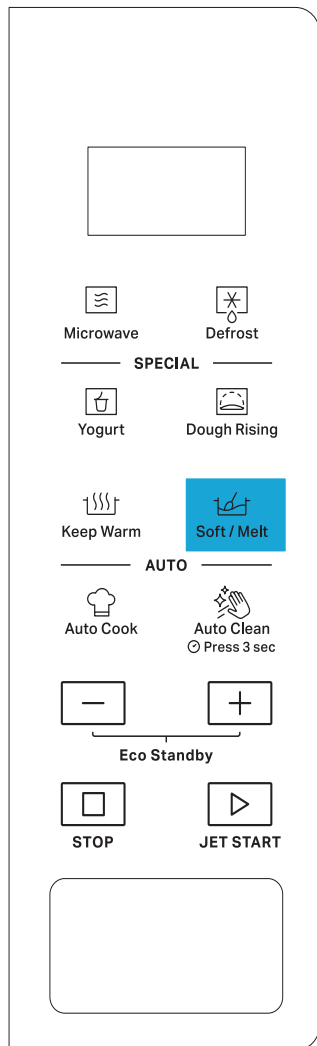 Microwave Defrost
SPECIAL
Yogurt Dough Rising
Keep Warm Soft / Melt
AUTO
Auto Cook Auto Clean
Press 3 sec
Eco Standby
STOP JET START